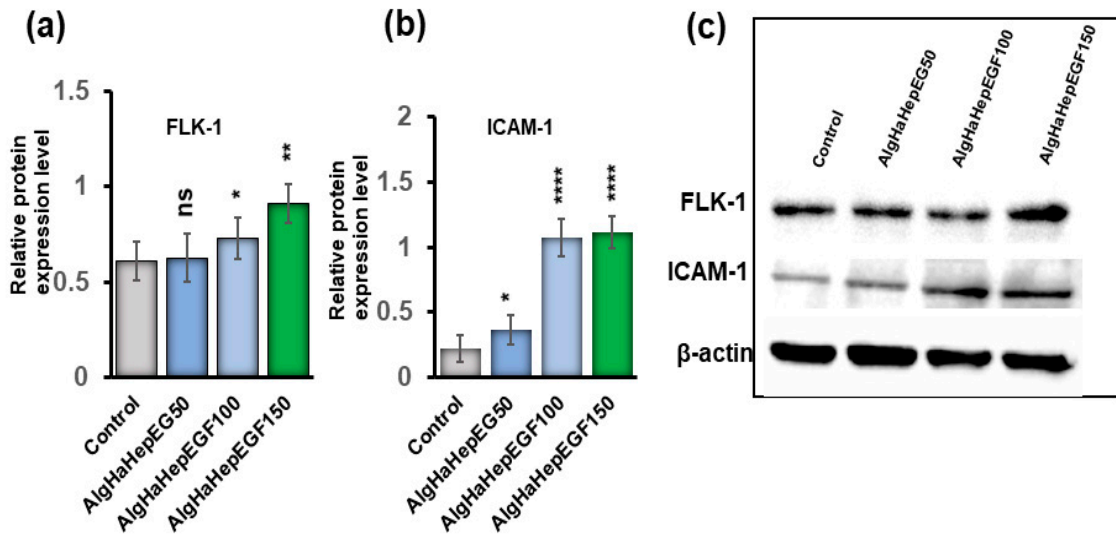 (a)
Relative protein
expression level
1.5
1
0.5
0
FLK-1
ns
*
**
Control
AlgHaHepEG50
AlgHaHepEGF100
AlgHaHepEGF150
(b)
Relative protein
expression level
2
1.5
1
0.5
0
ICAM-1
*
****
****
Control
AlgHaHepEG50
AlgHaHepEGF100
AlgHaHepEGF150
(c)
Control
AlgHaHepEG50
AlgHaHepEGF100
AlgHaHepEGF150
FLK-1
ICAM-1
β-actin